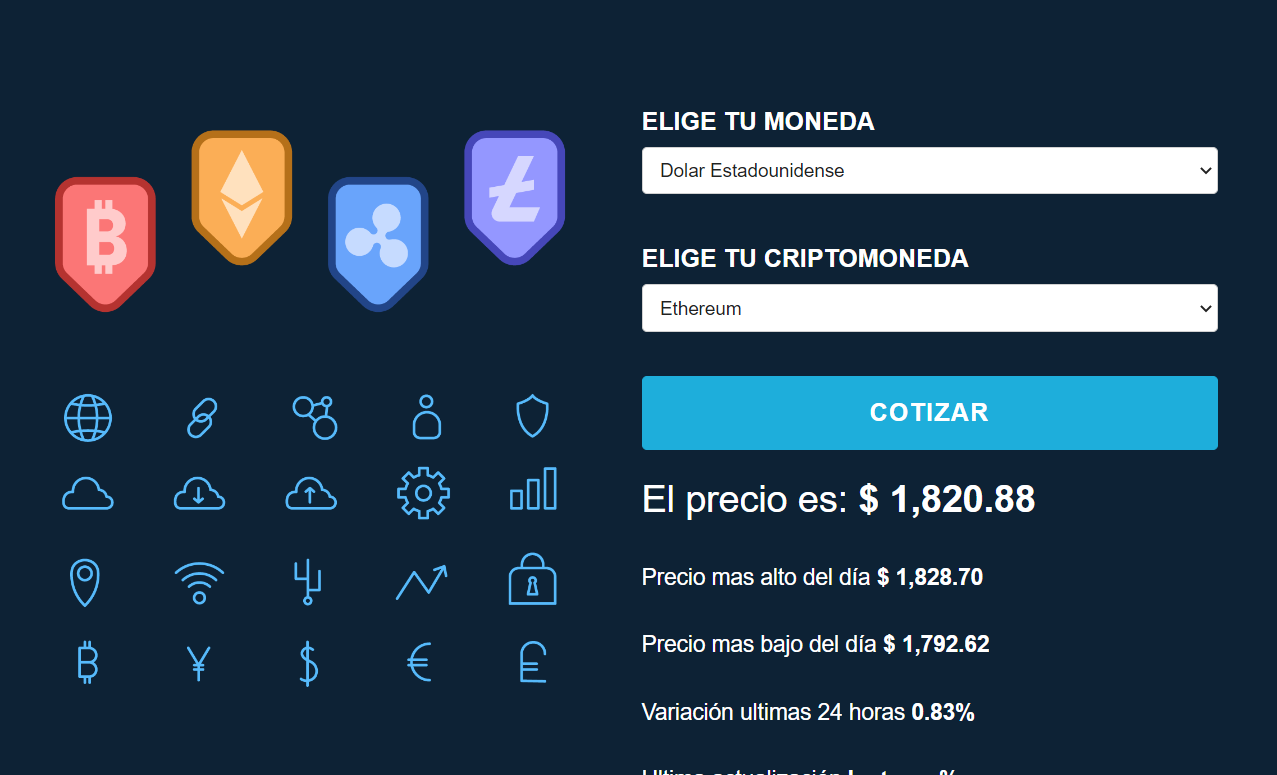 ELIGE TU MONEDA
Dolar Estadounidense
ELIGE TU CRIPTOMONEDA
Ethereum
COTIZAR
El precio es: $ 1,820.88
Precio mas alto del día $ 1,828.70
Precio mas bajo del día $ 1,792.62
Variación ultimas 24 horas 0.83%
Ultima actualización